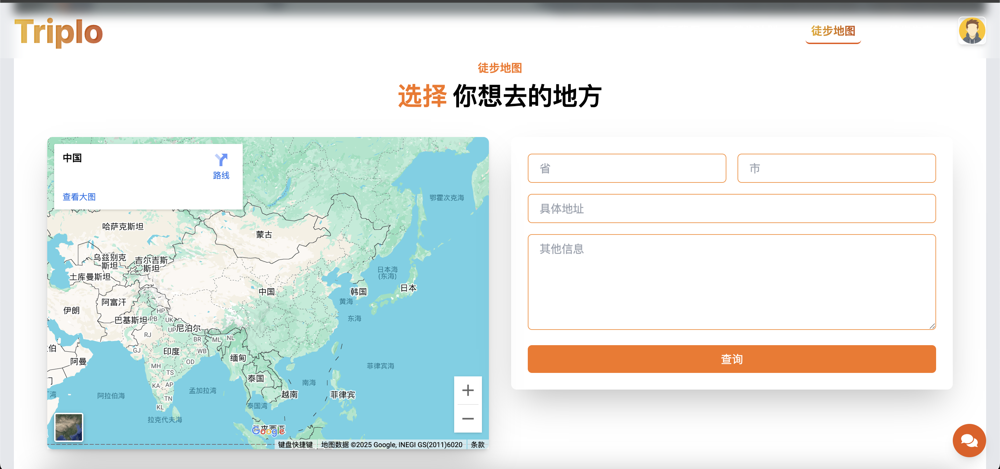 Triplo
徒步地图
徒步地图
选择 你想去的地方
中国
路线
查看大图
鄂霍次克海
哈萨克斯坦
蒙古
乌兹别克
斯坦
吉尔吉斯
斯坦
土库曼斯坦
日本海
(东海)
日本
中国
韩国
黄海
阿富汗
伊朗
HP
巴基斯坦
PB
UK
东海
UP
尼泊尔
RJ
BR
ML
NL
伯
GJ
印度
WB
缅甸
阿曼
OD
MH
菲律宾海
TS
泰国
门
南海
KA
AP
孟加拉湾
湾
阿拉伯海
TN
越南
菲律宾
KL
泰国湾
拉克代夫海
Google
键盘快捷键
地图数据 ©2025 Google, INEGI GS(2011)6020
条款
省
市
具体地址
其他信息
查询